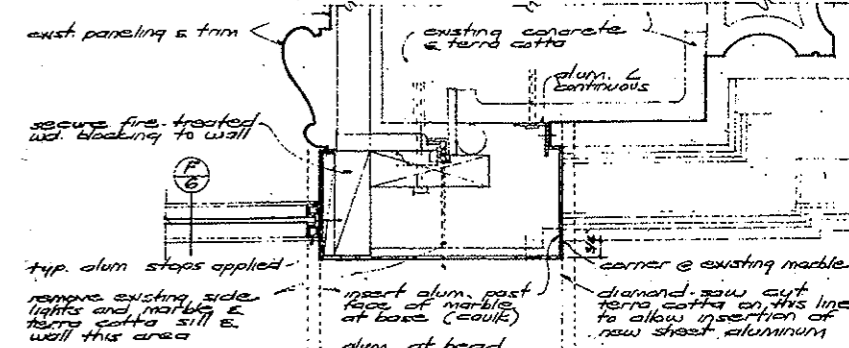 exist. paneling & trim
existing concrete
& terra cotta
alum. L
continuous
secure fire-treated
wd. blocking to wall
F
6
3/4
typ. alum stops applied
corner @ existing marble
remove existing side
lights and marble &
terra cotta sill &
wall this area
insert alum. past
face of marble
at base (caulk)
diamond-saw cut
terra cotta on this line
to allow insertion of
new sheet aluminum
alum. at head